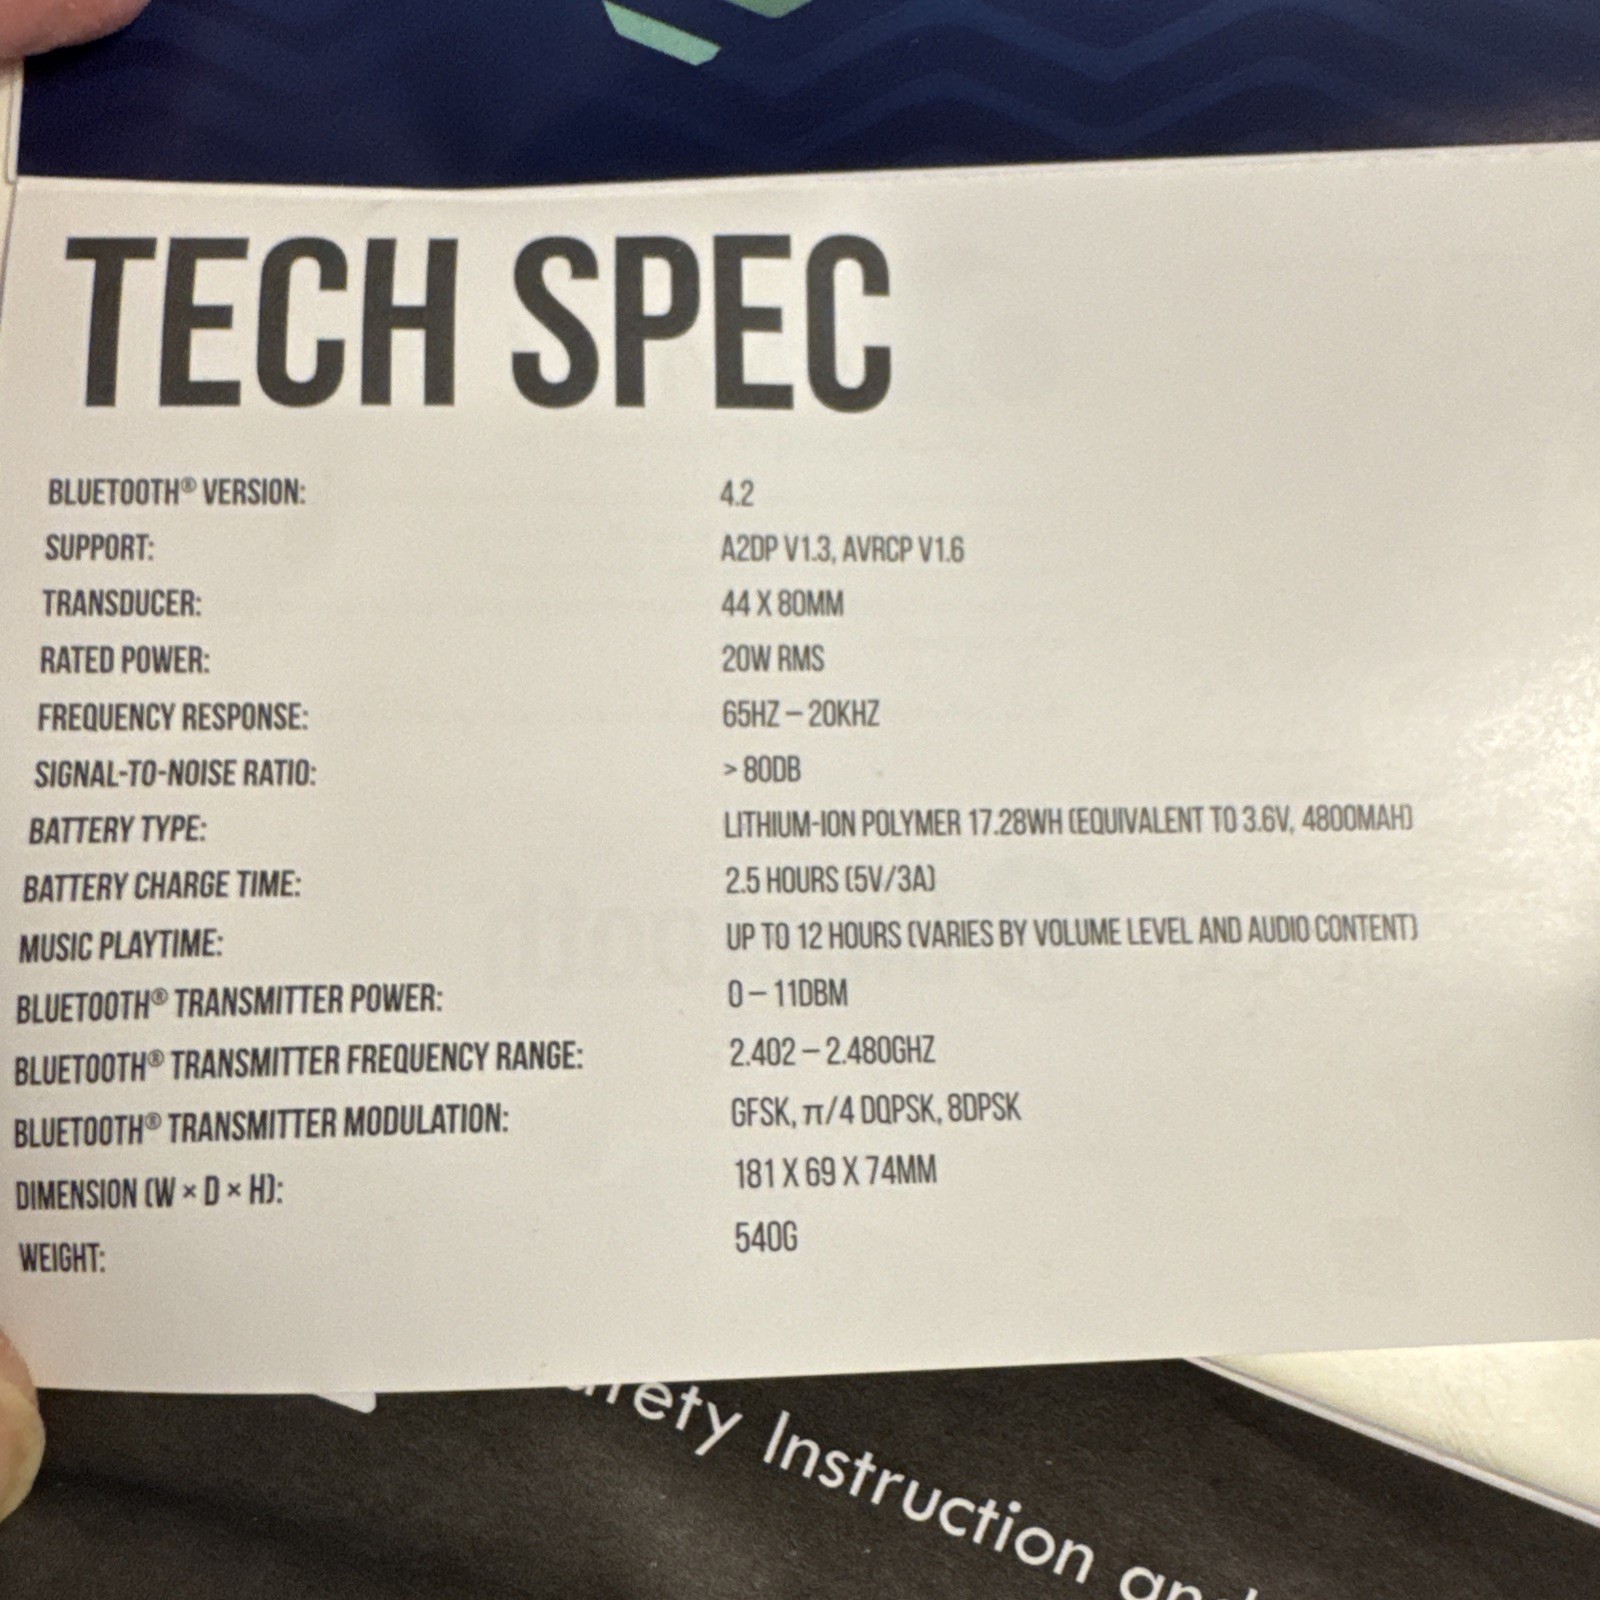 TECH SPEC
BLUETOOTH® VERSION: 4.2
SUPPORT: A2DP V1.3, AVRCP V1.6
TRANSDUCER: 44 X 80MM
RATED POWER: 20W RMS
FREQUENCY RESPONSE: 65HZ – 20KHZ
SIGNAL-TO-NOISE RATIO: > 80DB
BATTERY TYPE: LITHIUM-ION POLYMER 17.28WH (EQUIVALENT TO 3.6V, 4800MAH)
BATTERY CHARGE TIME: 2.5 HOURS (5V/3A)
MUSIC PLAYTIME: UP TO 12 HOURS (VARIES BY VOLUME LEVEL AND AUDIO CONTENT)
BLUETOOTH® TRANSMITTER POWER: 0 – 11DBM
BLUETOOTH® TRANSMITTER FREQUENCY RANGE: 2.402 – 2.480GHZ
BLUETOOTH® TRANSMITTER MODULATION: GFSK, π/4 DQPSK, 8DPSK
DIMENSION (W × D × H): 181 X 69 X 74MM
WEIGHT: 540G
Instruction